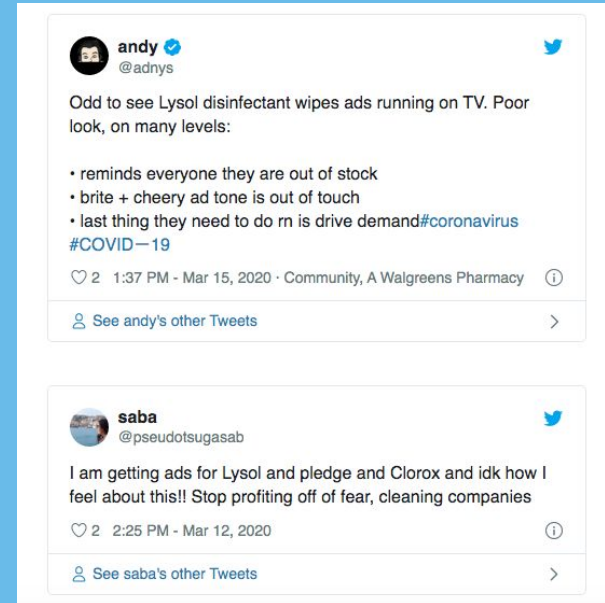 andy
@adnys
Odd to see Lysol disinfectant wipes ads running on TV. Poor
look, on many levels:
• reminds everyone they are out of stock
• brite + cheery ad tone is out of touch
• last thing they need to do rn is drive demand#coronavirus
#COVID—19
2 1:37 PM - Mar 15, 2020 · Community, A Walgreens Pharmacy
See andy's other Tweets
saba
@pseudotsugasab
I am getting ads for Lysol and pledge and Clorox and idk how I
feel about this!! Stop profiting off of fear, cleaning companies
2 2:25 PM - Mar 12, 2020
See saba's other Tweets